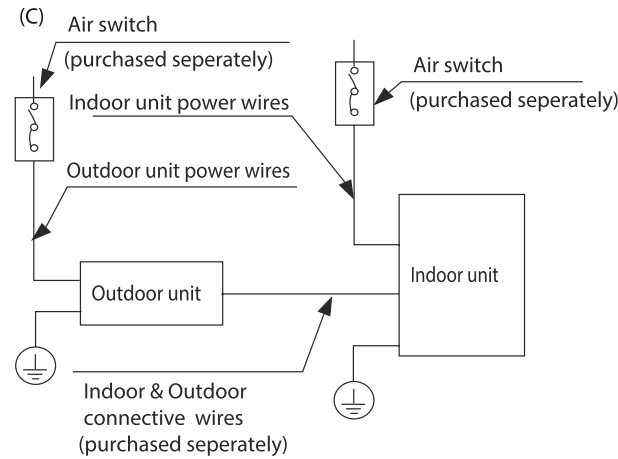 (C)
Air switch
(purchased seperately)
Air switch
(purchased seperately)
Indoor unit power wires
Outdoor unit power wires
Outdoor unit
Indoor unit
Indoor & Outdoor
connective wires
(purchased seperately)